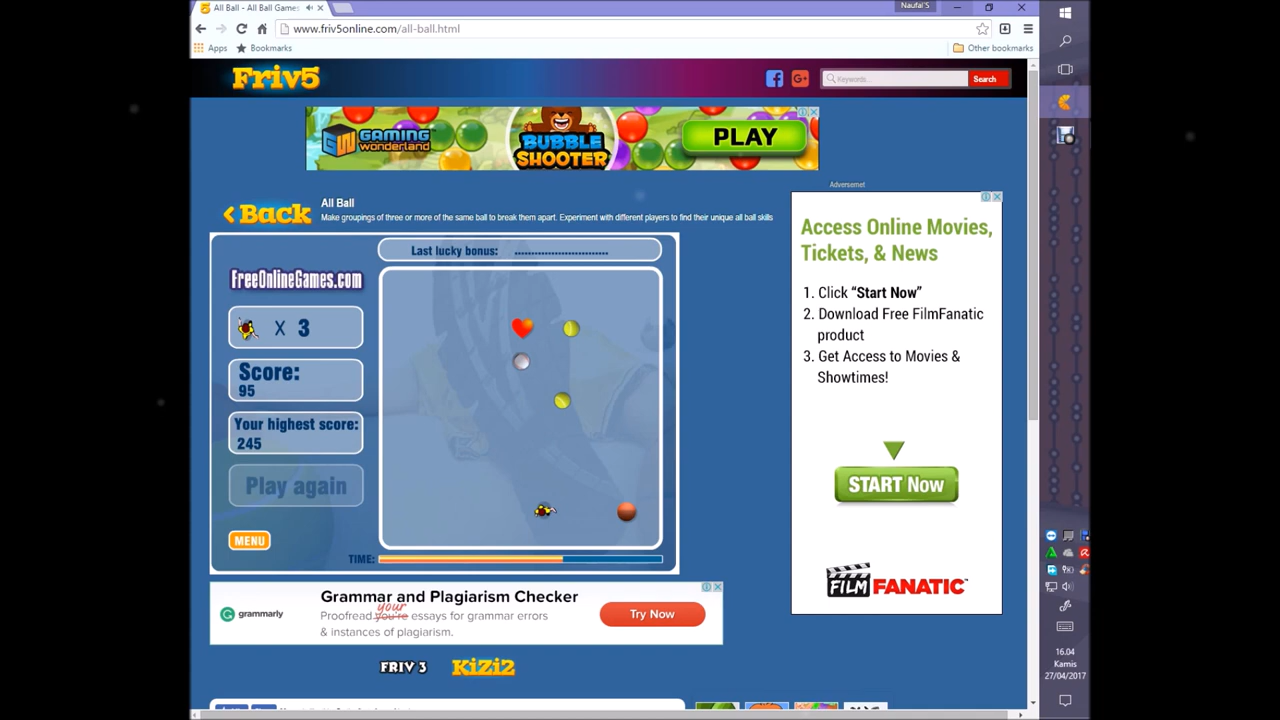 All Ball - All Ball Games
Naufal'S
www.friv5online.com/all-ball.html
Apps
Bookmarks
Other bookmarks
Friv5
Keywords...
Search
GAMING
wonderland
BUBBLE
SHOOTER
PLAY
Advertisemet
Back
All Ball
Make groupings of three or more of the same ball to break them apart. Experiment with different players to find their unique all ball skills
Last lucky bonus: ............................
FreeOnlineGames.com
X 3
Score:
95
Your highest score:
245
Play again
MENU
TIME:
Access Online Movies,
Tickets, & News
1. Click “Start Now”
2. Download Free FilmFanatic
product
3. Get Access to Movies &
Showtimes!
START Now
FILM FANATIC
grammarly
Grammar and Plagiarism Checker
your
Proofread you're essays for grammar errors
& instances of plagiarism.
Try Now
FRIV 3
KiZi2
16.04
Kamis
27/04/2017